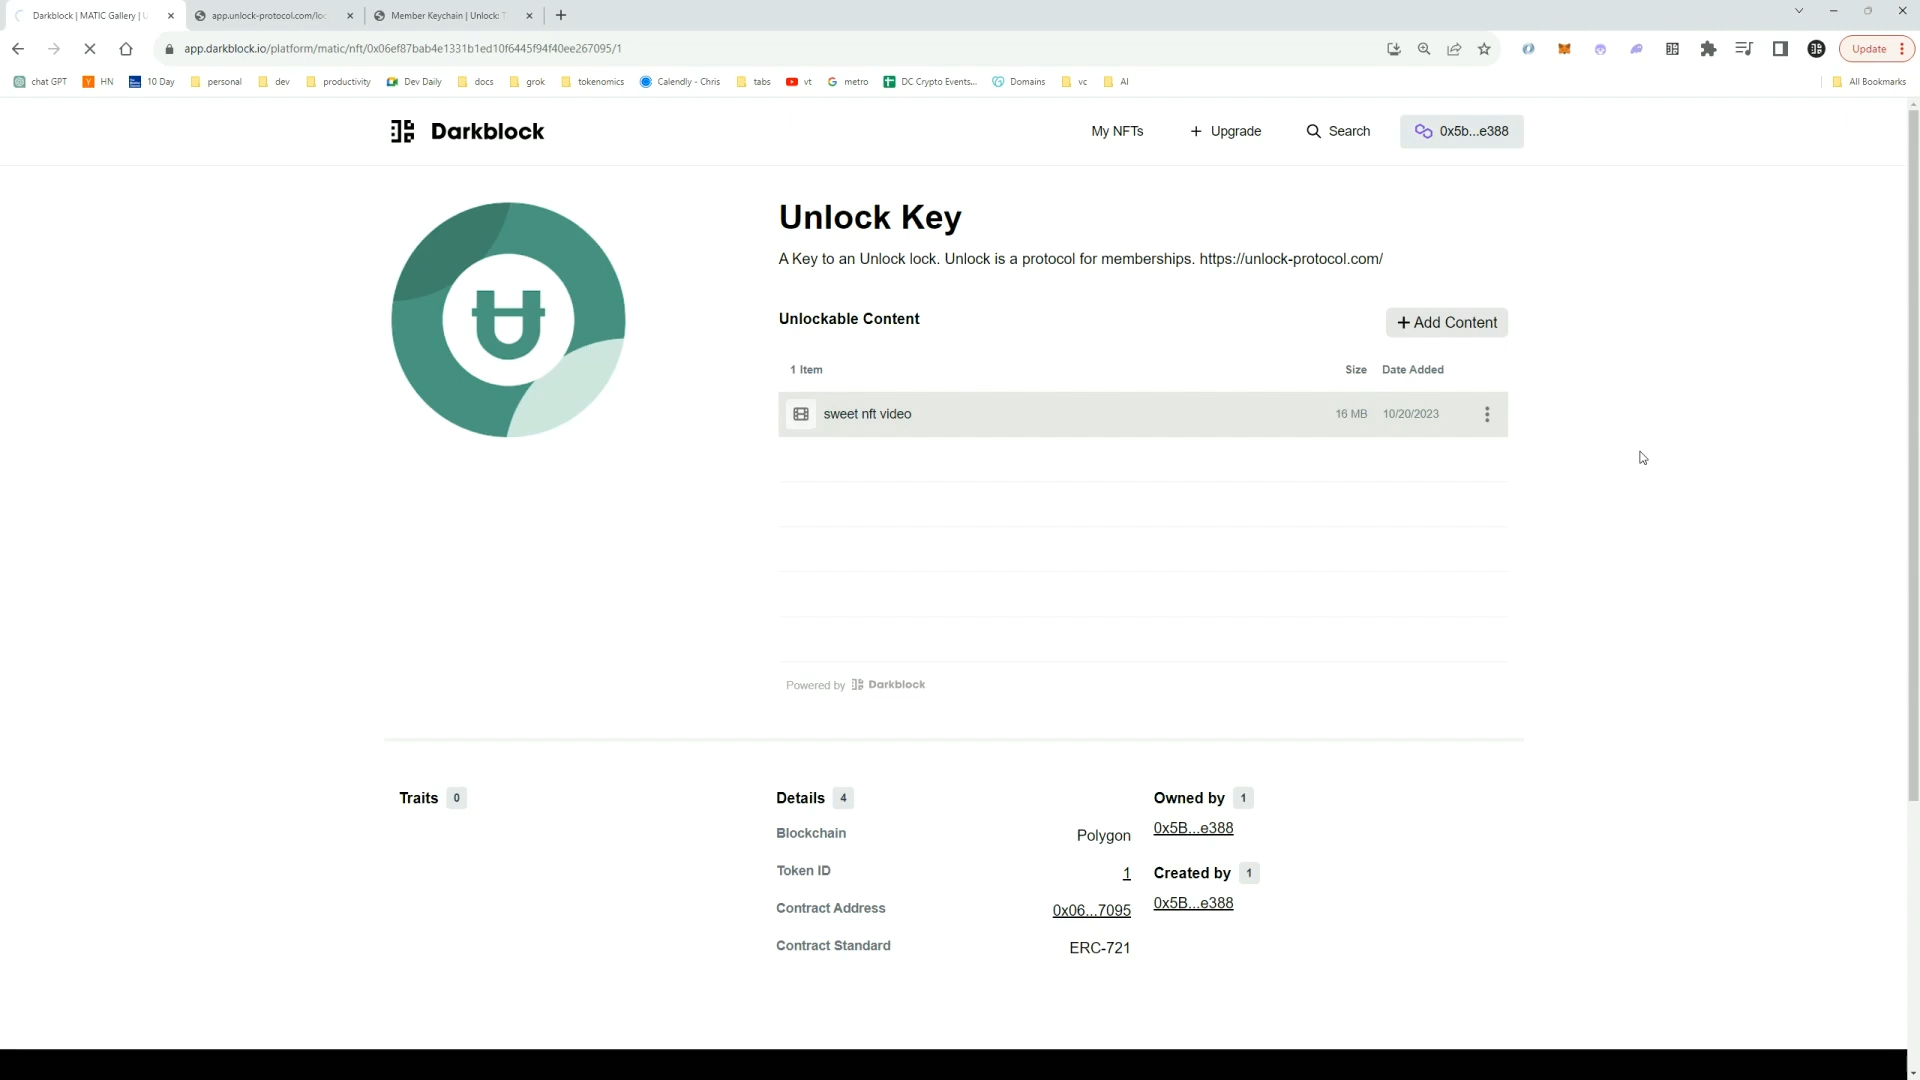 Darkblock | MATIC Gallery | U
app.unlock-protocol.com/loc
Member Keychain | Unlock: T
app.darkblock.io/platform/matic/nft/0x06ef87bab4e1331b1ed10f6445f94f40ee267095/1
Update
chat GPT
HN
10 Day
personal
dev
productivity
Dev Daily
docs
grok
tokenomics
Calendly - Chris
tabs
vt
metro
DC Crypto Events...
Domains
vc
AI
All Bookmarks
Darkblock
My NFTs
+ Upgrade
Search
0x5b...e388
Unlock Key
A Key to an Unlock lock. Unlock is a protocol for memberships. https://unlock-protocol.com/
Unlockable Content
+ Add Content
1 Item
Size
Date Added
sweet nft video
16 MB
10/20/2023
Powered by Darkblock
Traits 0
Details 4
Blockchain
Polygon
Token ID
1
Contract Address
0x06...7095
Contract Standard
ERC-721
Owned by 1
0x5B...e388
Created by 1
0x5B...e388